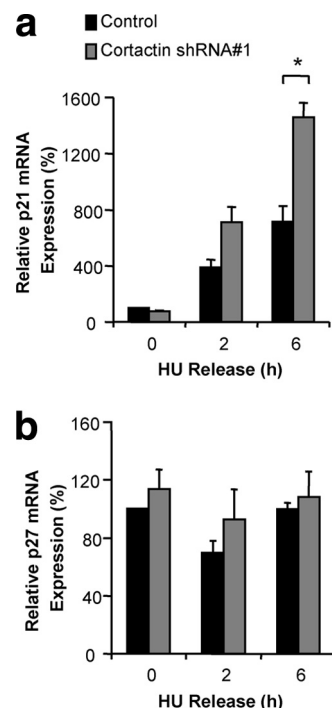 a
Control
Cortactin shRNA#1
*
1600
1200
800
400
0
Relative p21 mRNA
Expression (%)
0 2 6
HU Release (h)
b
160
120
80
40
0
Relative p27 mRNA
Expression (%)
0 2 6
HU Release (h)